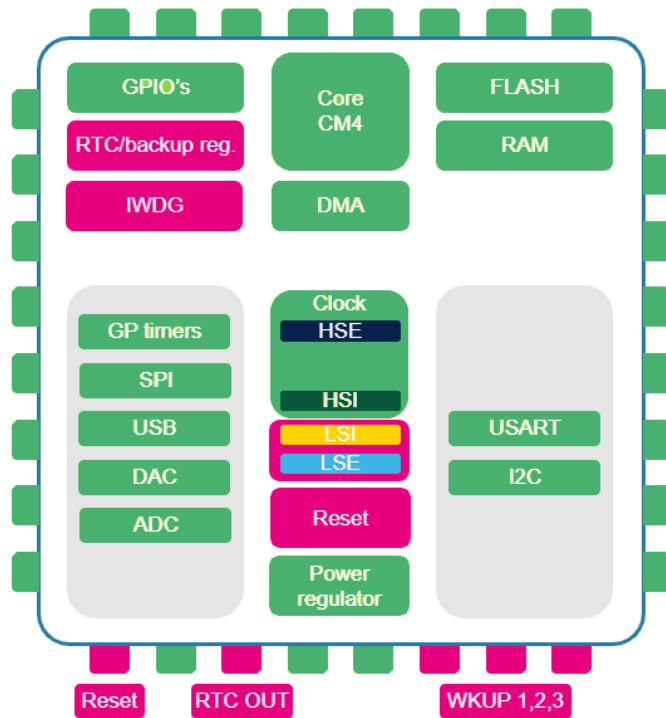 GPIO's
Core
CM4
FLASH
RTC/backup reg.
RAM
IWDG
DMA
Clock
GP timers
HSE
SPI
HSI
USB
LSI
USART
LSE
DAC
I2C
Reset
ADC
Power
regulator
Reset
RTC OUT
WKUP 1,2,3